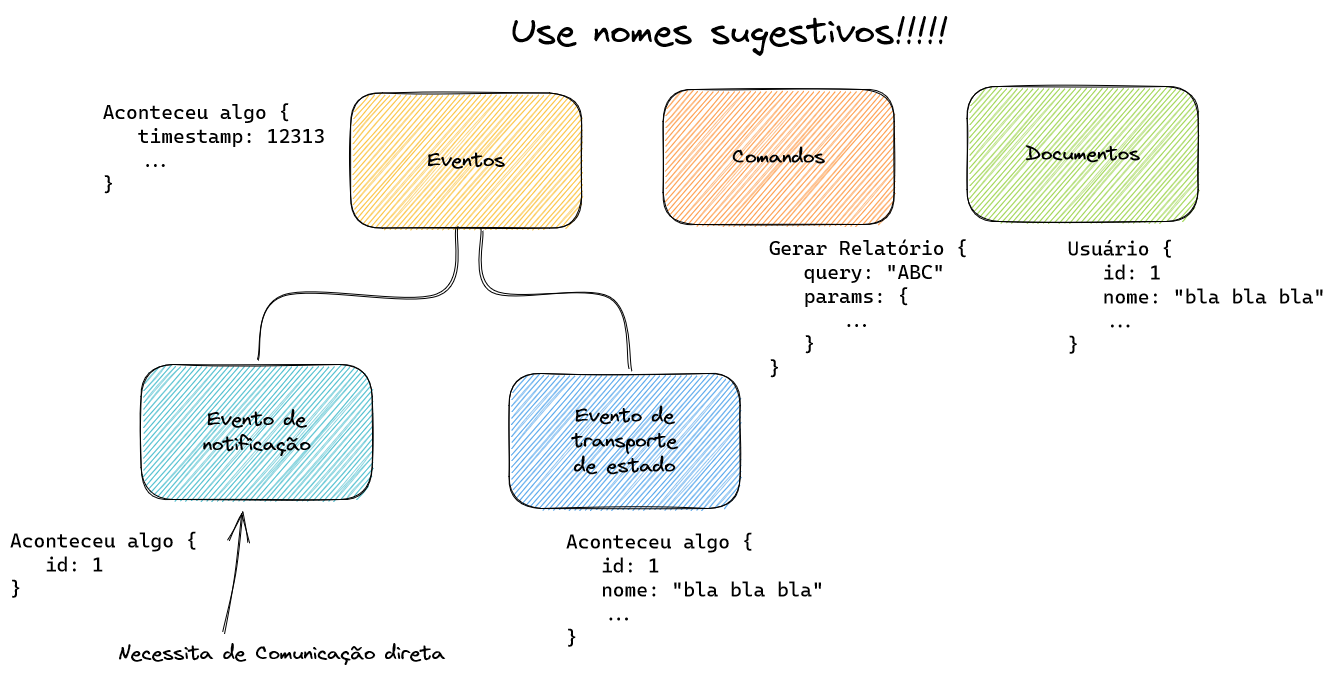 Use nomes sugestivos!!!!!
Aconteceu algo {
timestamp: 12313
...
}
Eventos
Comandos
Documentos
Gerar Relatório {
query: "ABC"
params: {
...
}
}
Usuário {
id: 1
nome: "bla bla bla"
...
}
Evento de
notificação
Evento de
transporte
de estado
Aconteceu algo {
id: 1
}
Aconteceu algo {
id: 1
nome: "bla bla bla"
...
}
Necessita de Comunicação direta